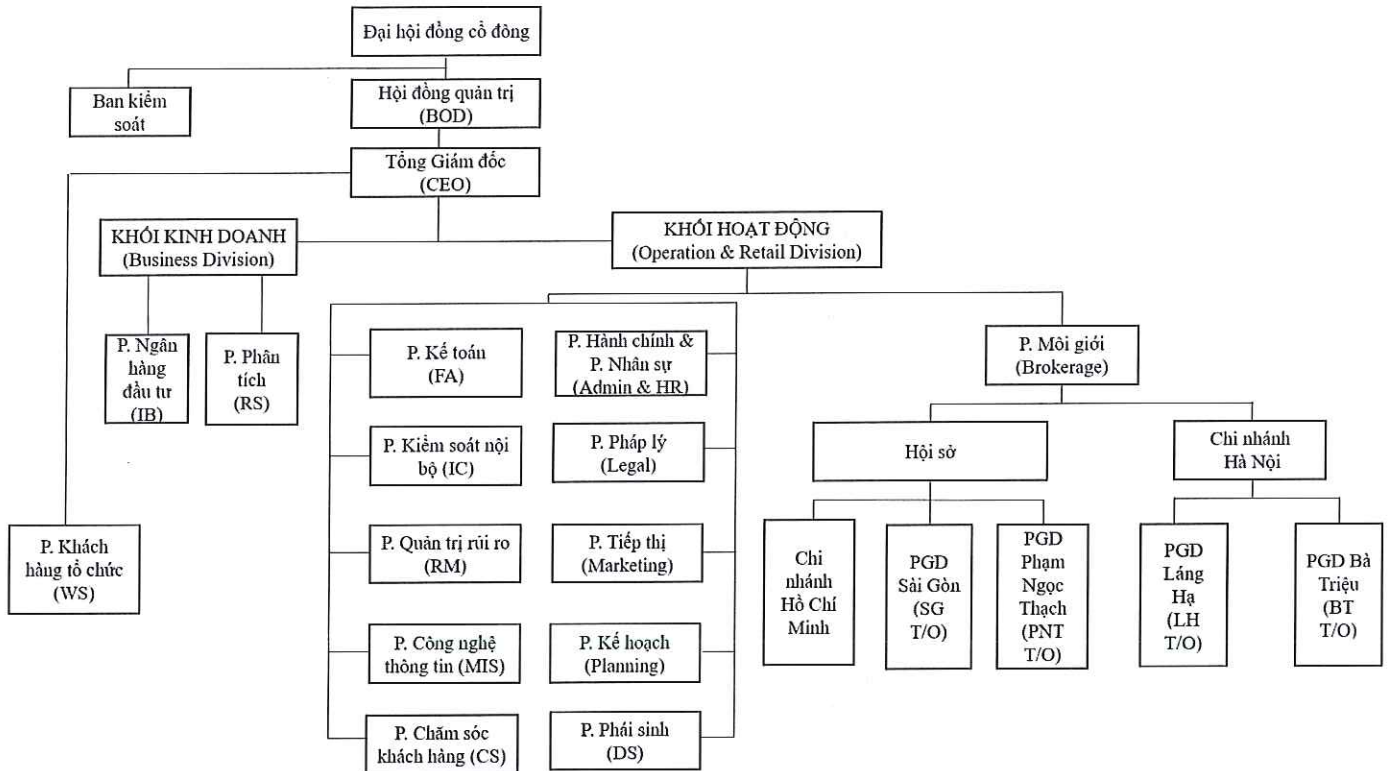 Đại hội đồng cổ đông
Ban kiểm
soát
Hội đồng quản trị
(BOD)
Tổng Giám đốc
(CEO)
KHỐI KINH DOANH
(Business Division)
KHỐI HOẠT ĐỘNG
(Operation & Retail Division)
P. Ngân
hàng
đầu tư
(IB)
P. Phân
tích
(RS)
P. Khách
hàng tổ chức
(WS)
P. Kế toán
(FA)
P. Hành chính &
P. Nhân sự
(Admin & HR)
P. Kiểm soát nội
bộ (IC)
P. Pháp lý
(Legal)
P. Quản trị rủi ro
(RM)
P. Tiếp thị
(Marketing)
P. Công nghệ
thông tin (MIS)
P. Kế hoạch
(Planning)
P. Chăm sóc
khách hàng (CS)
P. Phái sinh
(DS)
P. Môi giới
(Brokerage)
Hội sở
Chi nhánh
Hà Nội
Chi
nhánh
Hồ Chí
Minh
PGD
Sài Gòn
(SG
T/O)
PGD
Phạm
Ngọc
Thạch
(PNT
T/O)
PGD
Láng
Hạ
(LH
T/O)
PGD Bà
Triệu
(BT
T/O)